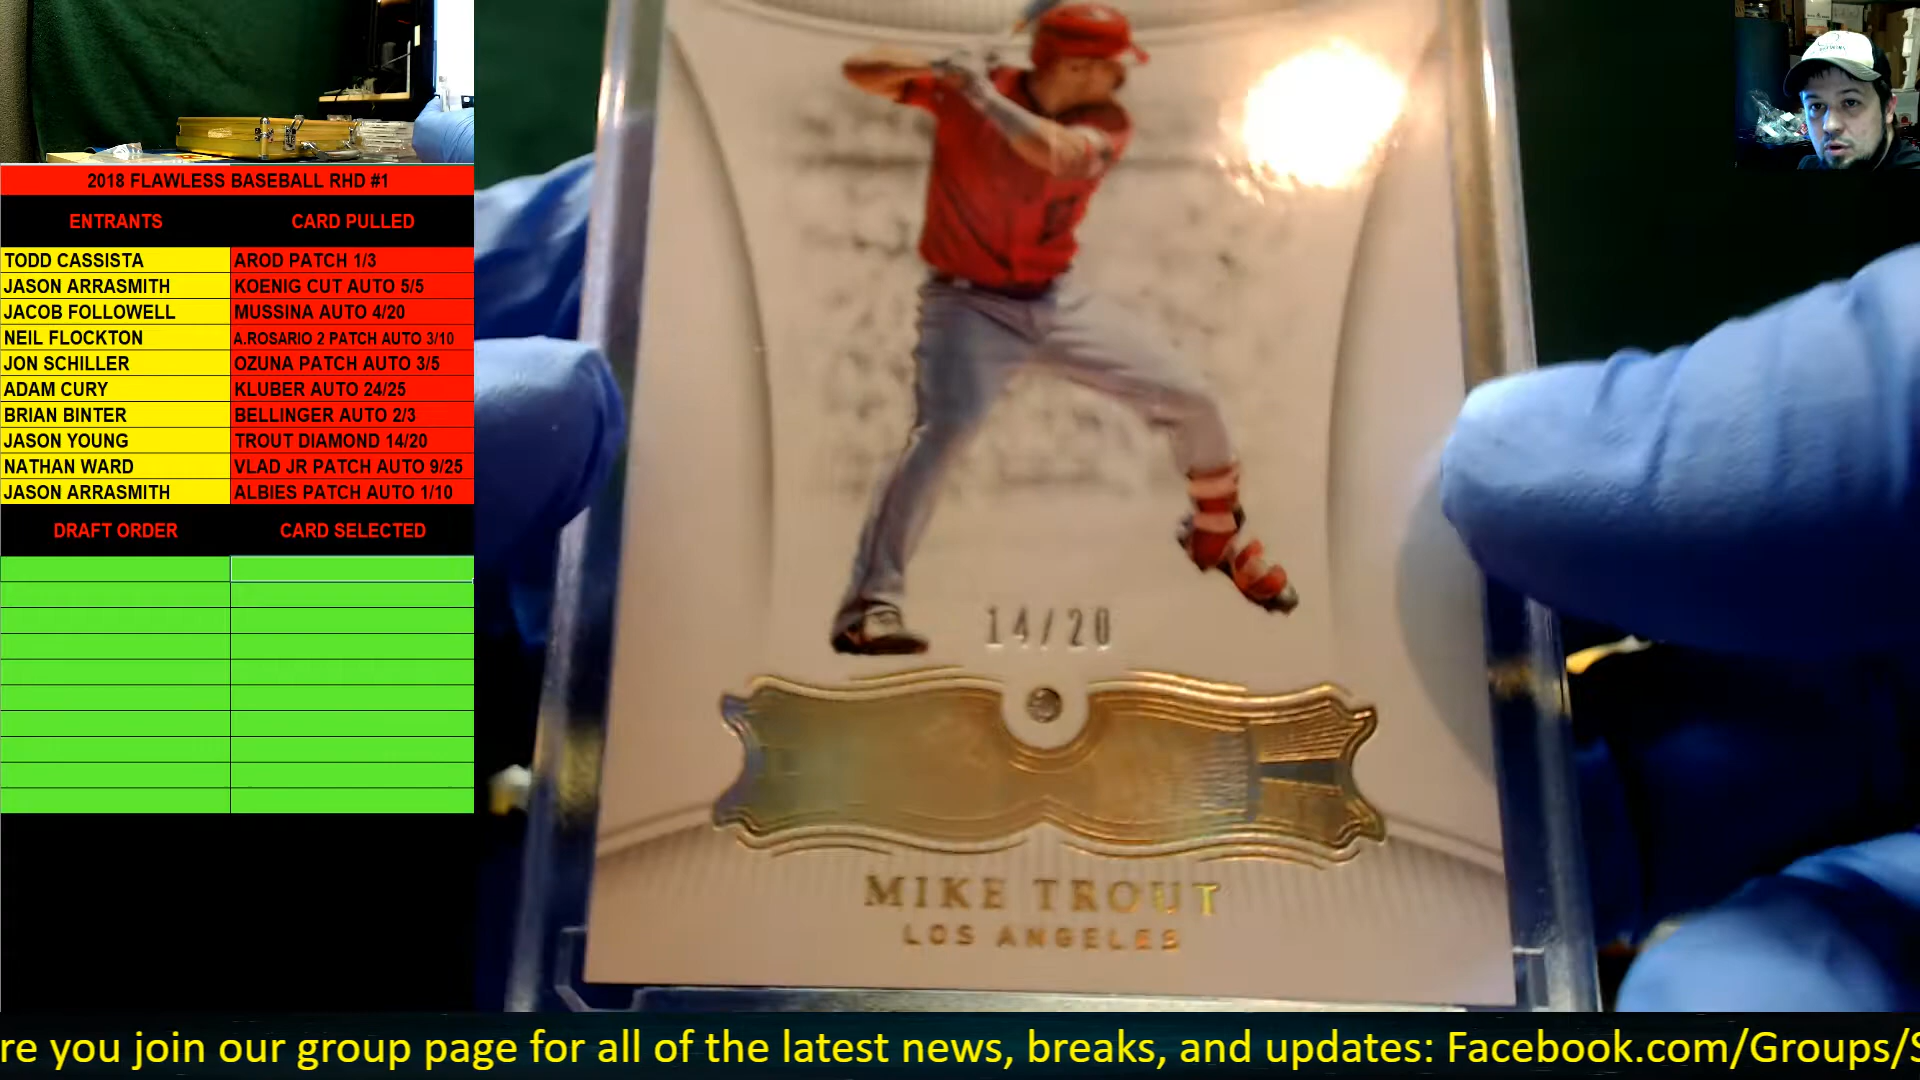 2018 FLAWLESS BASEBALL RHD #1
ENTRANTS CARD PULLED
TODD CASSISTA AROD PATCH 1/3
JASON ARRASMITH KOENIG CUT AUTO 5/5
JACOB FOLLOWELL MUSSINA AUTO 4/20
NEIL FLOCKTON A.ROSARIO 2 PATCH AUTO 3/10
JON SCHILLER OZUNA PATCH AUTO 3/5
ADAM CURY KLUBER AUTO 24/25
BRIAN BINTER BELLINGER AUTO 2/3
JASON YOUNG TROUT DIAMOND 14/20
NATHAN WARD VLAD JR PATCH AUTO 9/25
JASON ARRASMITH ALBIES PATCH AUTO 1/10
DRAFT ORDER CARD SELECTED
14/20
MIKE TROUT
LOS ANGELES
re you join our group page for all of the latest news, breaks, and updates: Facebook.com/Groups/S